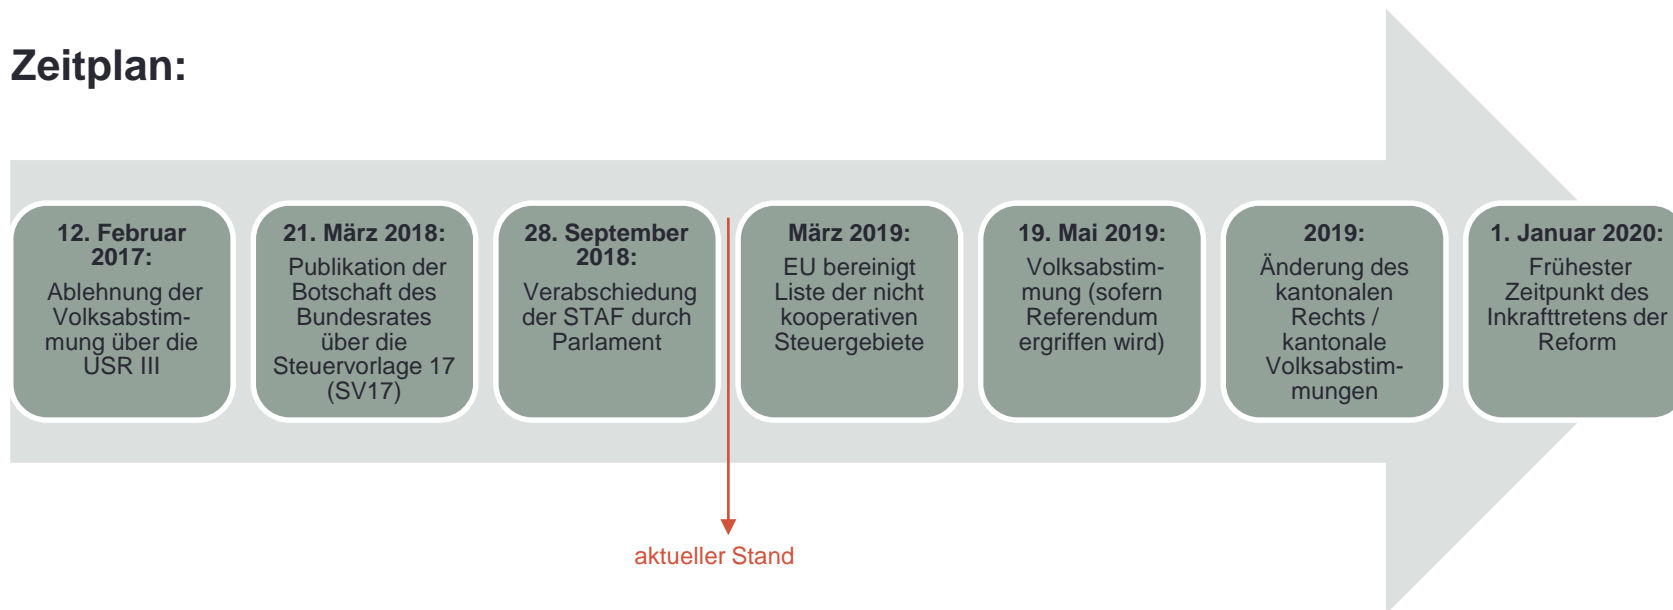 Zeitplan:
12. Februar
2017:
Ablehnung der
Volksabstim-
mung über die
USR III
21. März 2018:
Publikation der
Botschaft des
Bundesrates
über die
Steuervorlage 17
(SV17)
28. September
2018:
Verabschiedung
der STAF durch
Parlament
März 2019:
EU bereinigt
Liste der nicht
kooperativen
Steuergebiete
19. Mai 2019:
Volksabstim-
mung (sofern
Referendum
ergriffen wird)
2019:
Änderung des
kantonalen
Rechts /
kantonale
Volksabstim-
mungen
1. Januar 2020:
Frühester
Zeitpunkt des
Inkrafttretens der
Reform
aktueller Stand